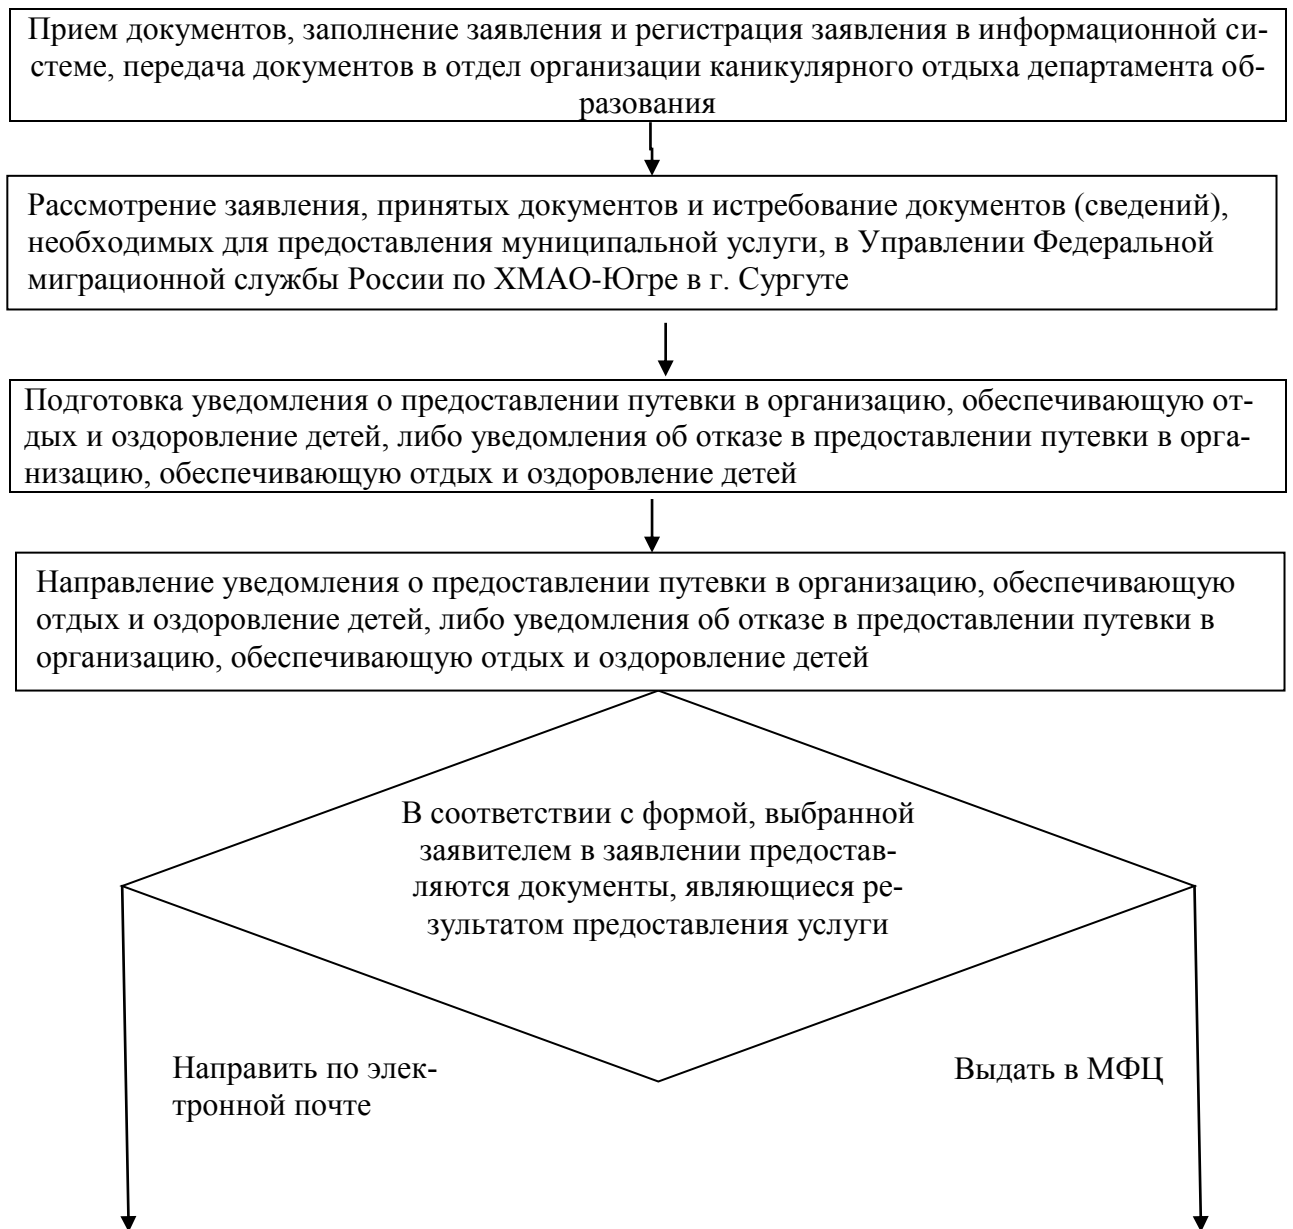 Прием документов, заполнение заявления и регистрация заявления в информационной си-
стеме, передача документов в отдел организации каникулярного отдыха департамента об-
разования
Рассмотрение заявления, принятых документов и истребование документов (сведений),
необходимых для предоставления муниципальной услуги, в Управлении Федеральной
миграционной службы России по ХМАО-Югре в г. Сургуте
Подготовка уведомления о предоставлении путевки в организацию, обеспечивающую от-
дых и оздоровление детей, либо уведомления об отказе в предоставлении путевки в орга-
низацию, обеспечивающую отдых и оздоровление детей
Направление уведомления о предоставлении путевки в организацию, обеспечивающую
отдых и оздоровление детей, либо уведомления об отказе в предоставлении путевки в
организацию, обеспечивающую отдых и оздоровление детей
В соответствии с формой, выбранной
заявителем в заявлении предостав-
ляются документы, являющиеся ре-
зультатом предоставления услуги
Направить по элек-
тронной почте
Выдать в МФЦ